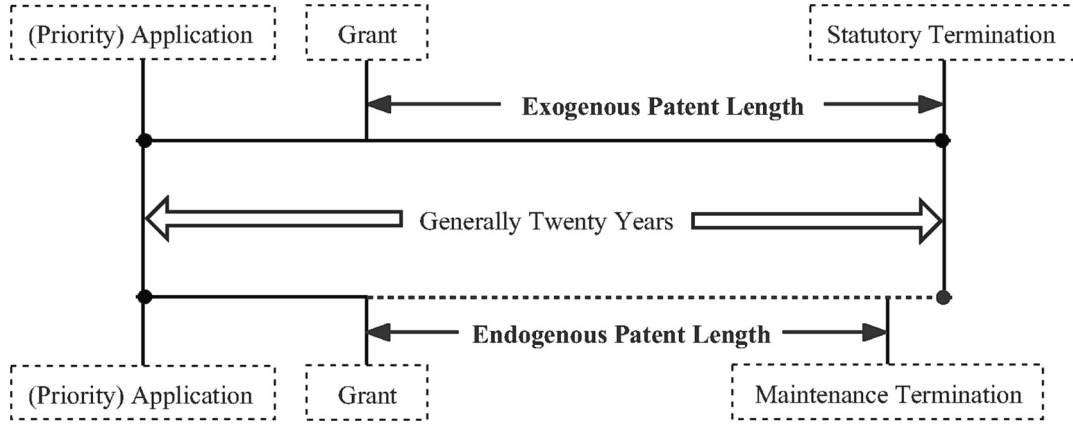 (Priority) Application
Grant
Statutory Termination
Exogenous Patent Length
Generally Twenty Years
Endogenous Patent Length
(Priority) Application
Grant
Maintenance Termination